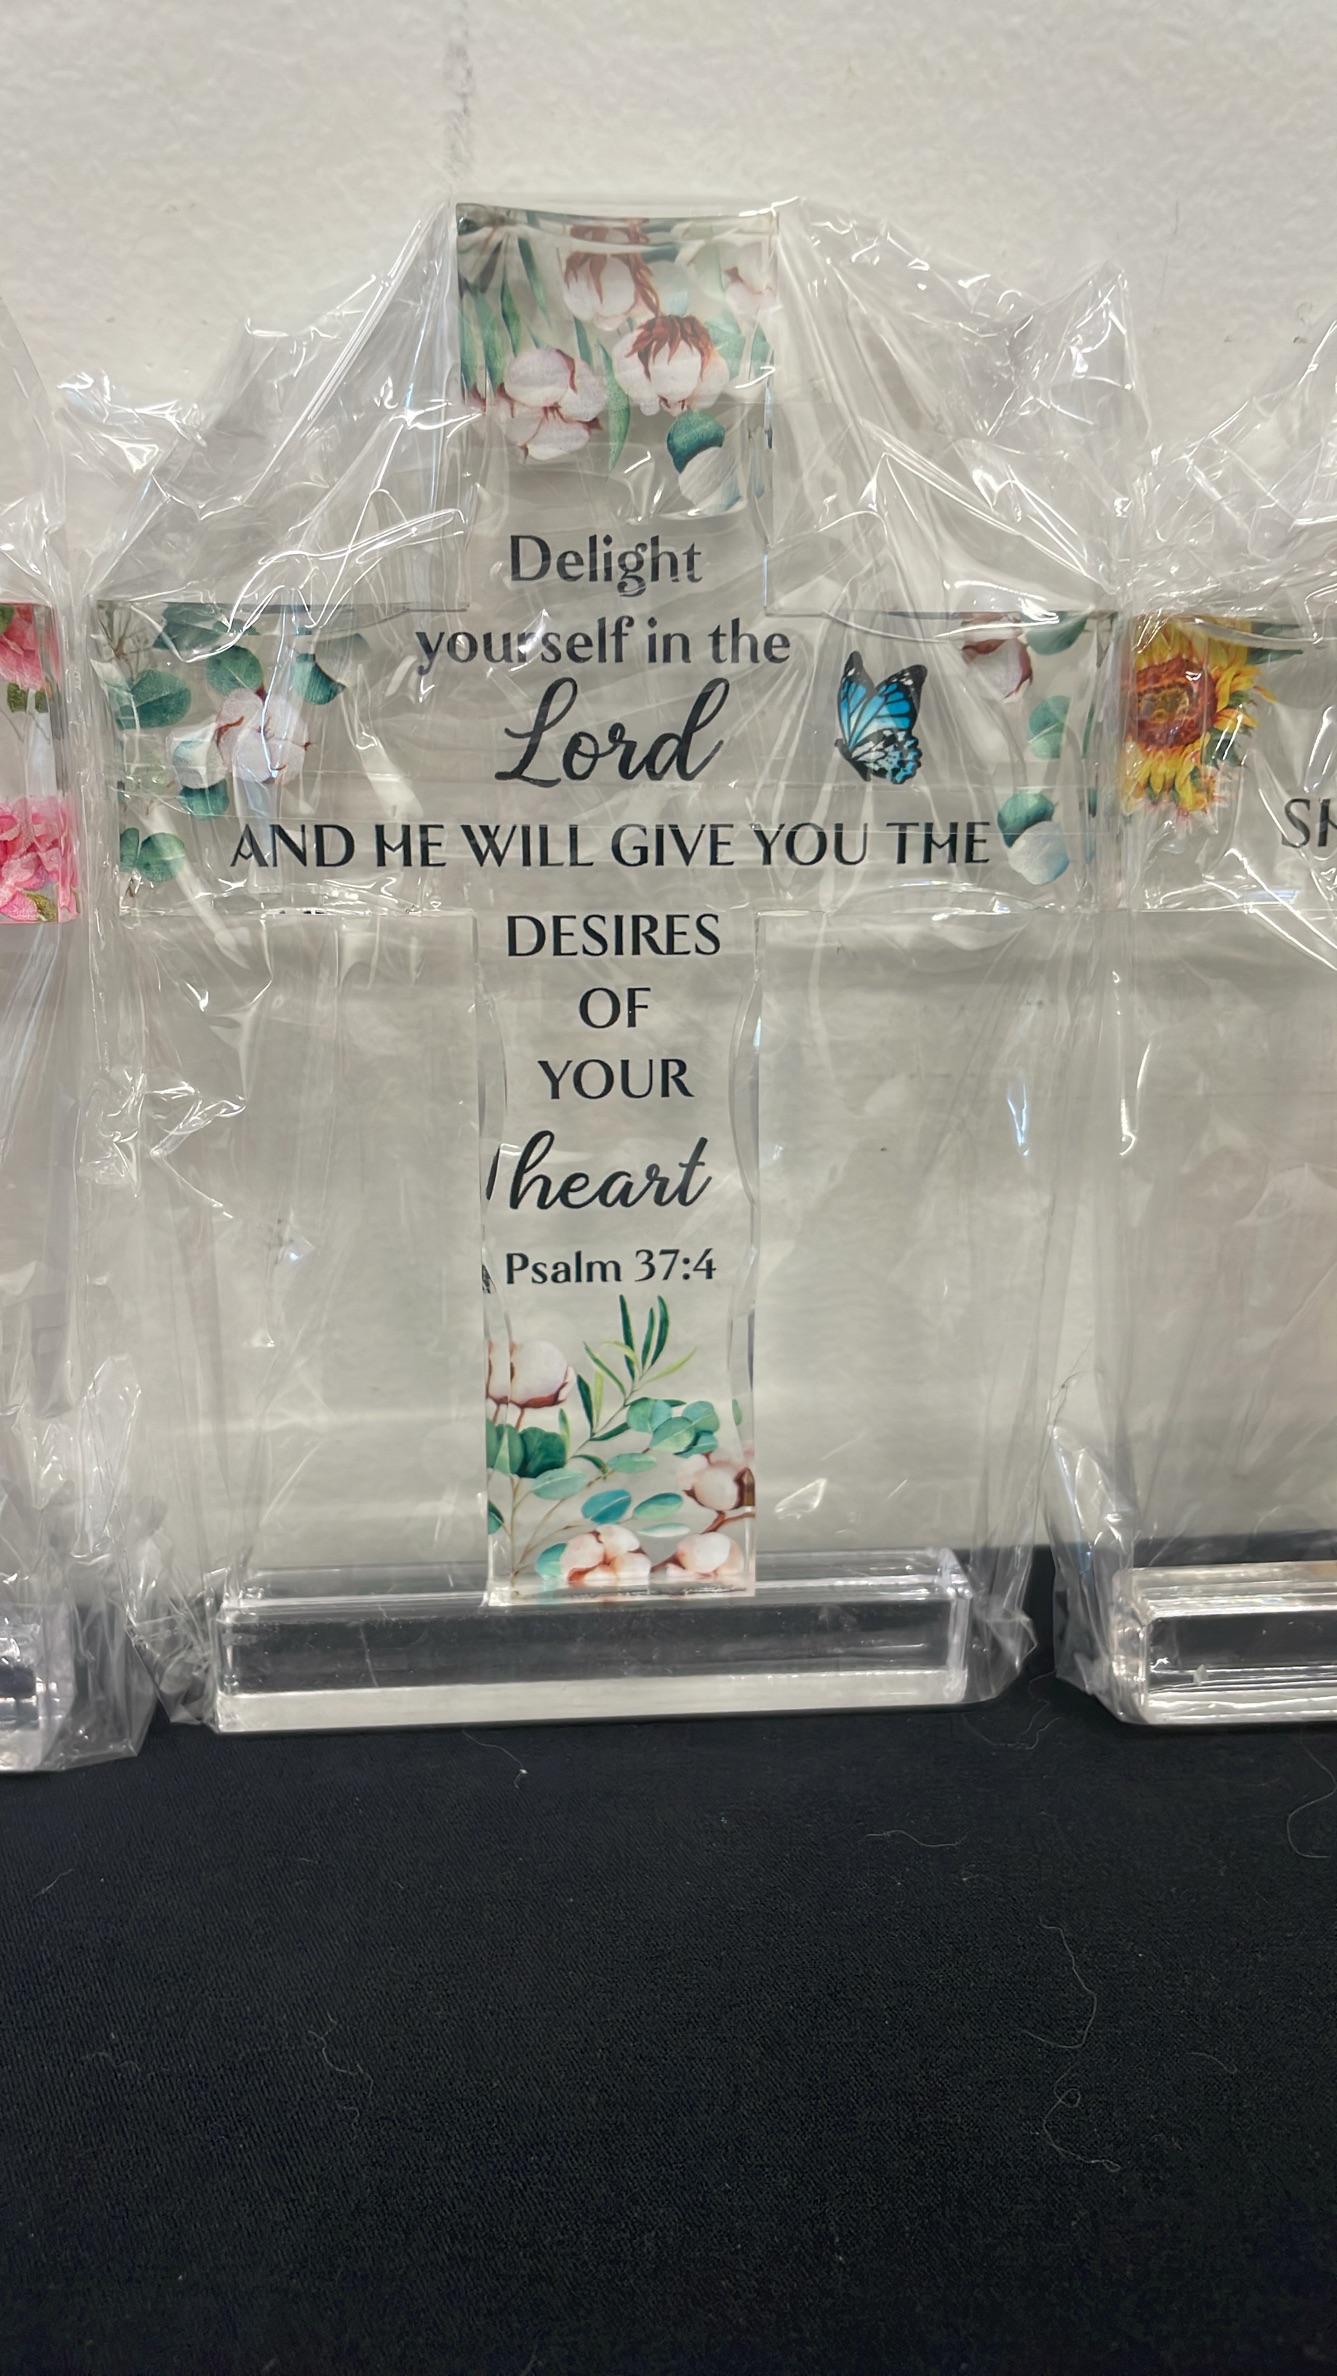 Delight
yourself in the
Lord
AND HE WILL GIVE YOU THE
DESIRES
OF
YOUR
heart
Psalm 37:4